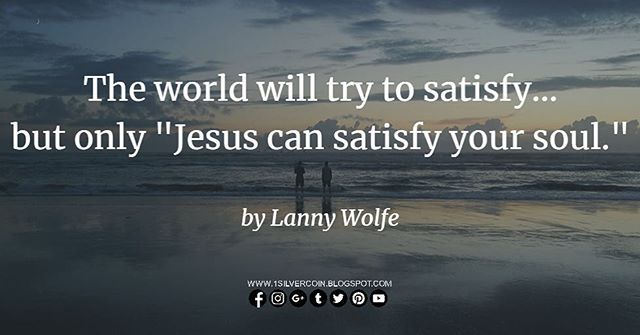 The world will try to satisfy...
but only "Jesus can satisfy your soul."
by Lanny Wolfe
WWW.1SILVERCOIN.BLOGSPOT.COM